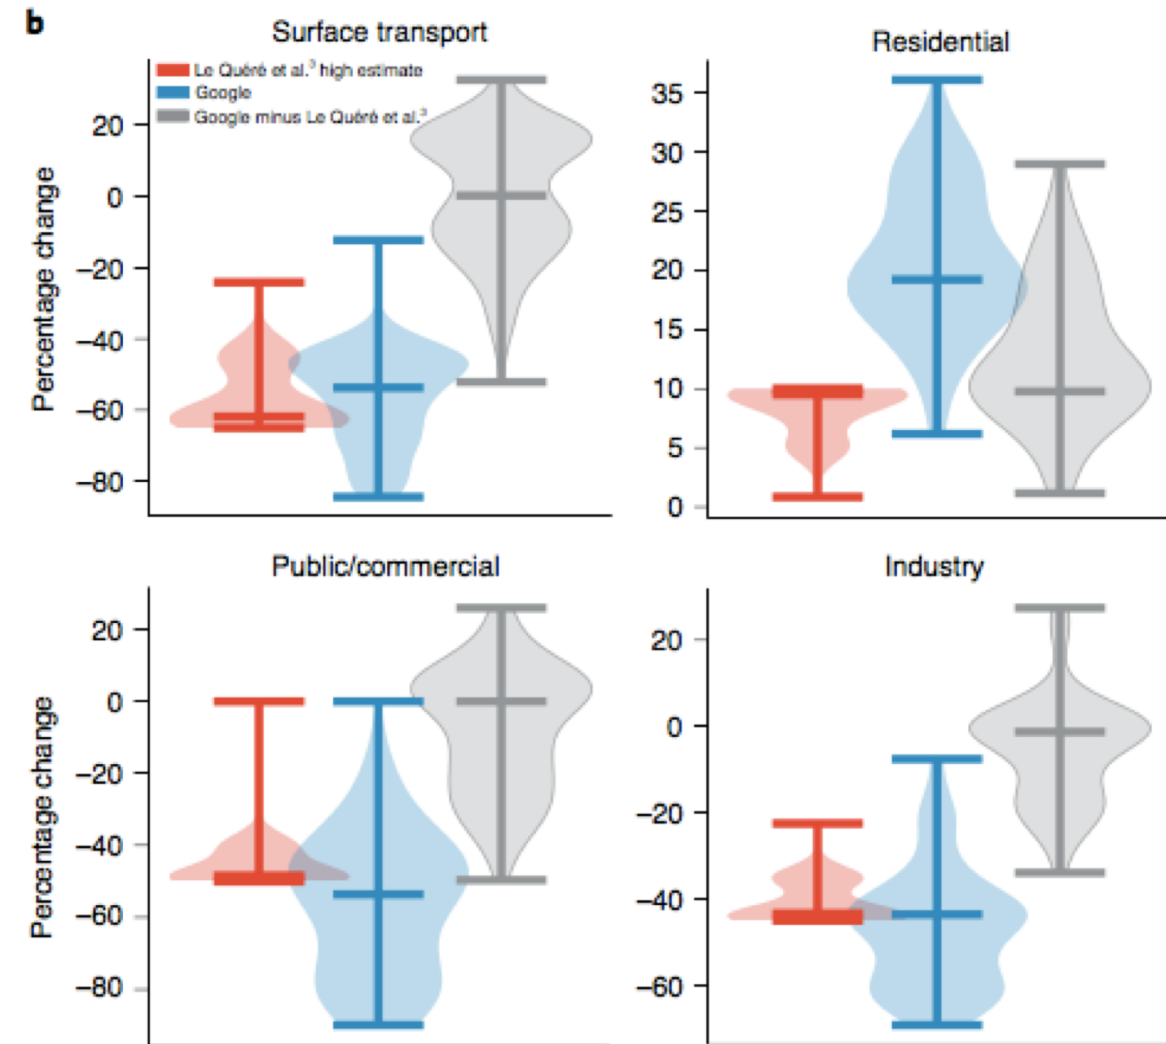 b
Surface transport
Le Quéré et al.³ high estimate
Google
Google minus Le Quéré et al.³
Percentage change
20
0
−20
−40
−60
−80
Residential
35
30
25
20
15
10
5
0
Public/commercial
Percentage change
20
0
−20
−40
−60
−80
Industry
20
0
−20
−40
−60